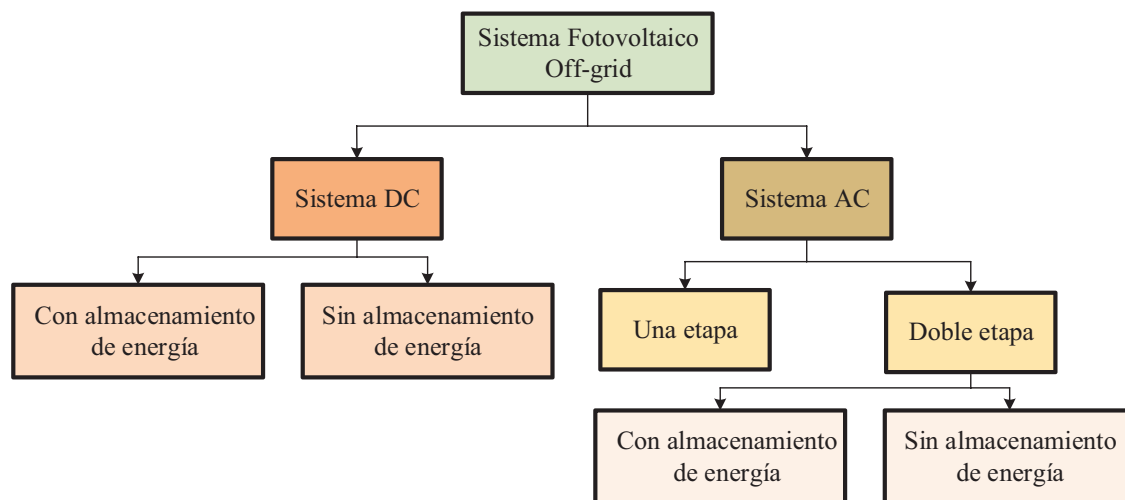 Sistema Fotovoltaico
Off-grid
Sistema DC
Sistema AC
Con almacenamiento
de energía
Sin almacenamiento
de energía
Una etapa
Doble etapa
Con almacenamiento
de energía
Sin almacenamiento
de energía